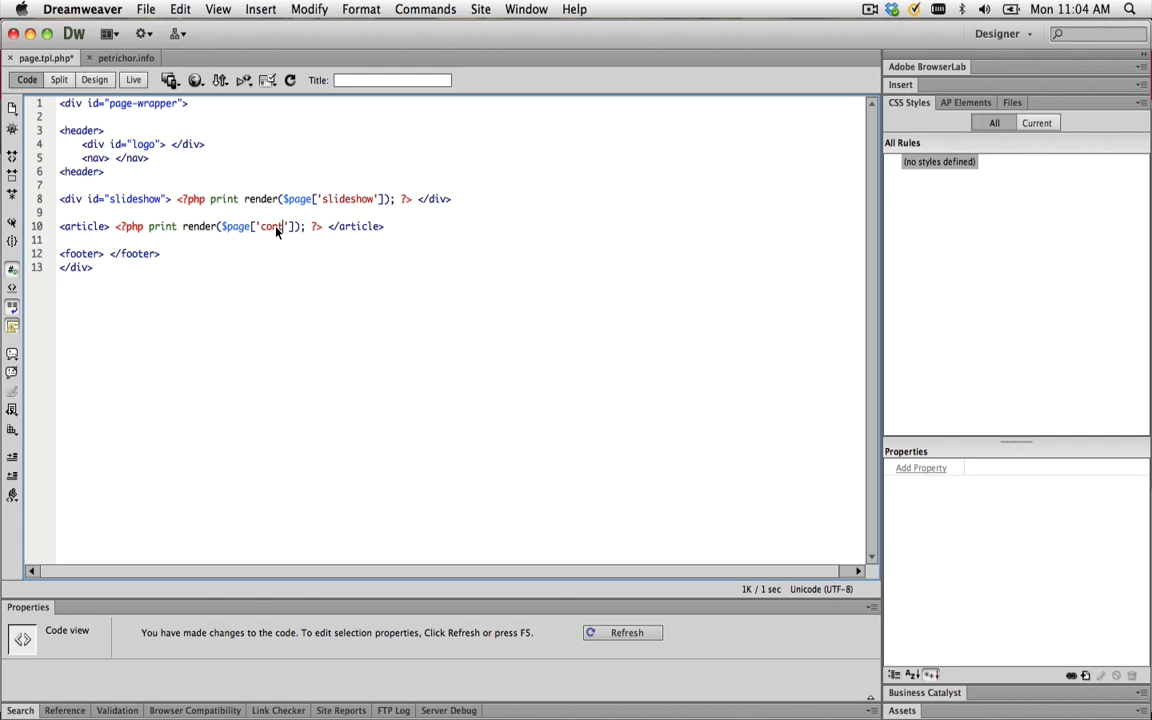 Dreamweaver File Edit View Insert Modify Format Commands Site Window Help Mon 11:04 AM
Dw Designer
page.tpl.php* petrichor.info
Adobe BrowserLab
Code Split Design Live Title:
Insert
CSS Styles AP Elements Files
All Current
All Rules
(no styles defined)
1 <div id="page-wrapper">
2
3 <header>
4 <div id="logo"> </div>
5 <nav> </nav>
6 <header>
7
8 <div id="slideshow"> <?php print render($page['slideshow']); ?> </div>
9
10 <article> <?php print render($page['cont']); ?> </article>
11
12 <footer> </footer>
13 </div>
Properties
Add Property
1K / 1 sec Unicode (UTF-8)
Properties
Code view
You have made changes to the code. To edit selection properties, Click Refresh or press F5.
Refresh
Business Catalyst
Assets
Search Reference Validation Browser Compatibility Link Checker Site Reports FTP Log Server Debug